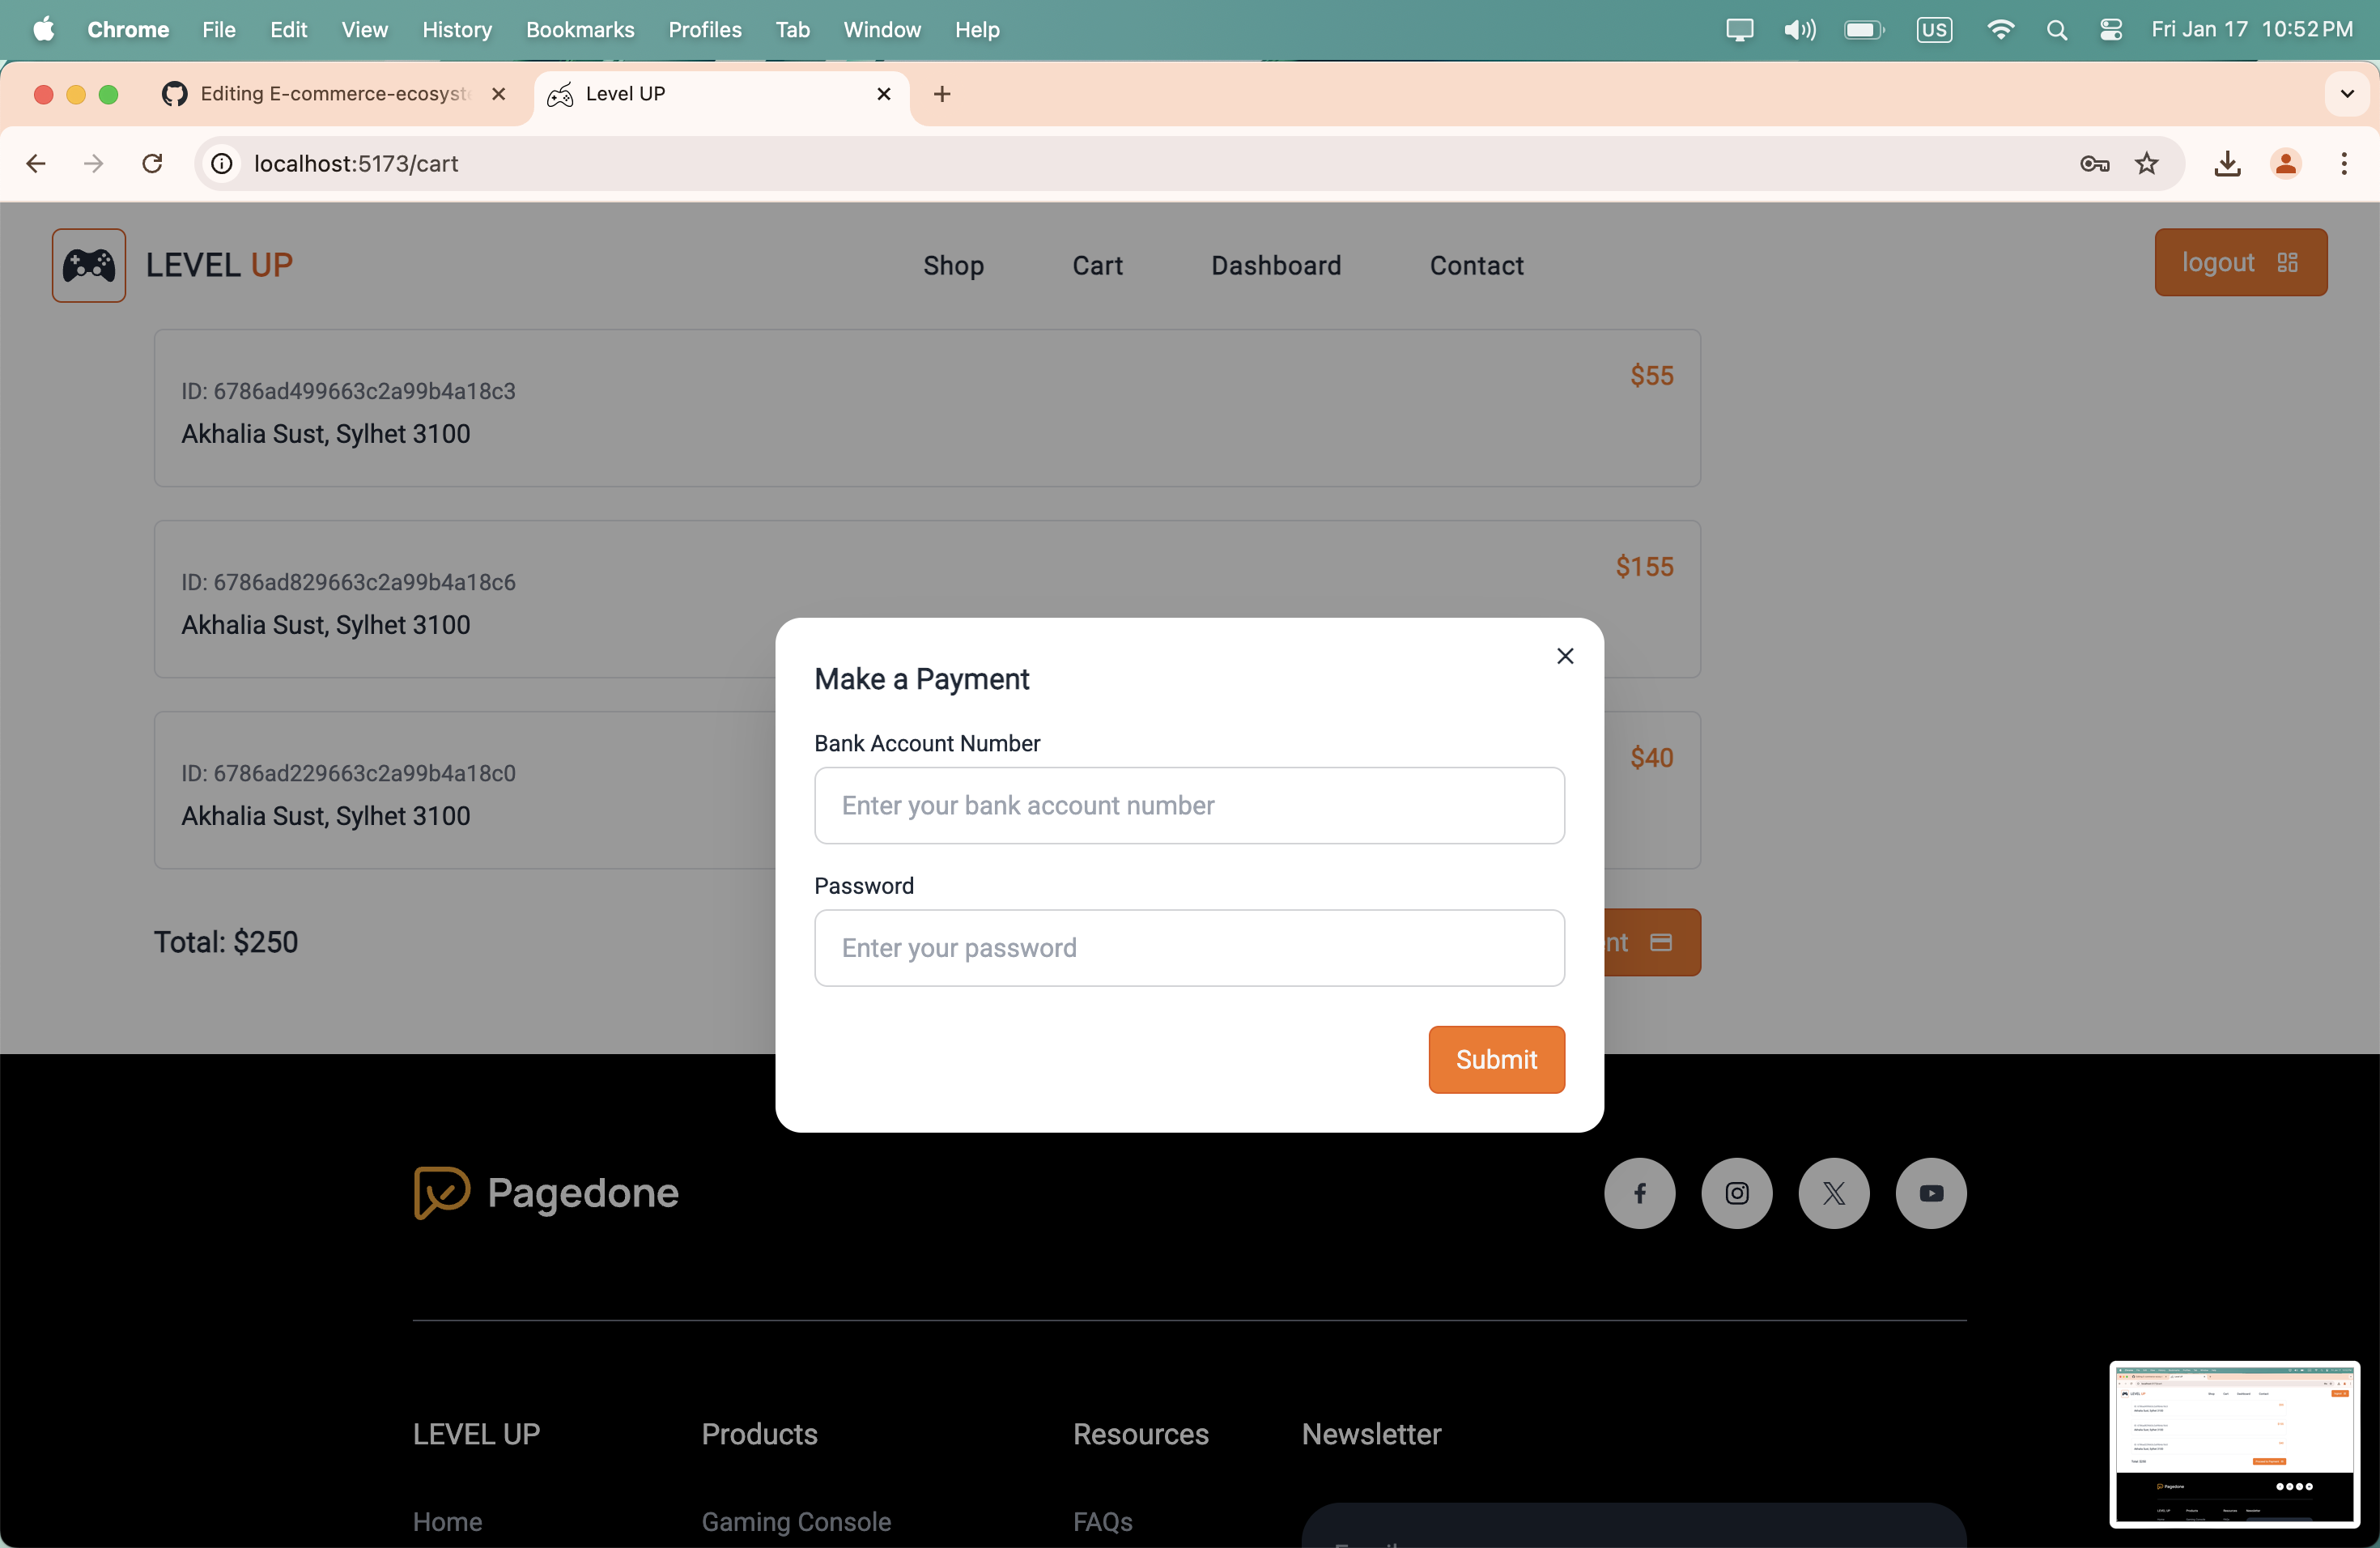 Chrome File Edit View History Bookmarks Profiles Tab Window Help US Fri Jan 17 10:52 PM
Editing E-commerce-ecosyst Level UP
localhost:5173/cart
LEVEL UP Shop Cart Dashboard Contact logout
ID: 6786ad499663c2a99b4a18c3 $55
Akhalia Sust, Sylhet 3100
ID: 6786ad829663c2a99b4a18c6 $155
Akhalia Sust, Sylhet 3100
ID: 6786ad229663c2a99b4a18c0 $40
Akhalia Sust, Sylhet 3100
Total: $250 nt
Make a Payment
Bank Account Number
Enter your bank account number
Password
Enter your password
Submit
Pagedone
LEVEL UP Products Resources Newsletter
Home Gaming Console FAQs